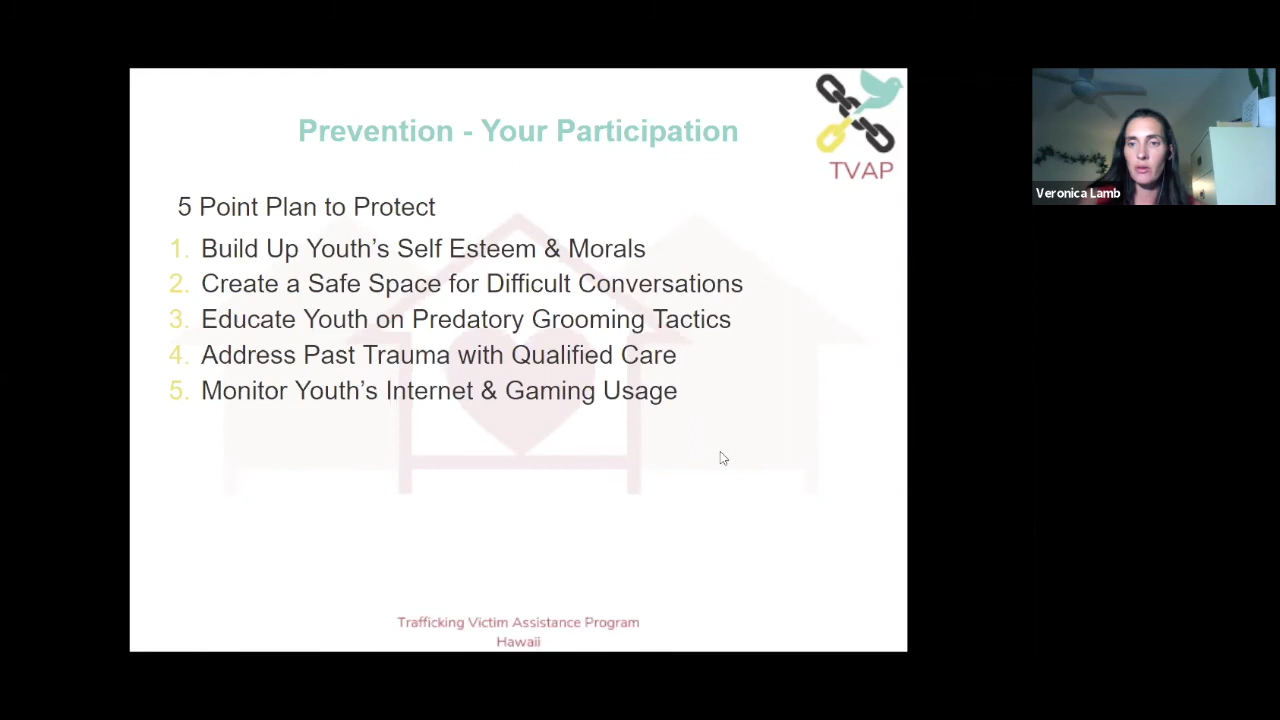 Prevention - Your Participation
TVAP
5 Point Plan to Protect
1. Build Up Youth's Self Esteem & Morals
2. Create a Safe Space for Difficult Conversations
3. Educate Youth on Predatory Grooming Tactics
4. Address Past Trauma with Qualified Care
5. Monitor Youth's Internet & Gaming Usage
Trafficking Victim Assistance Program
Hawaii
Veronica Lamb